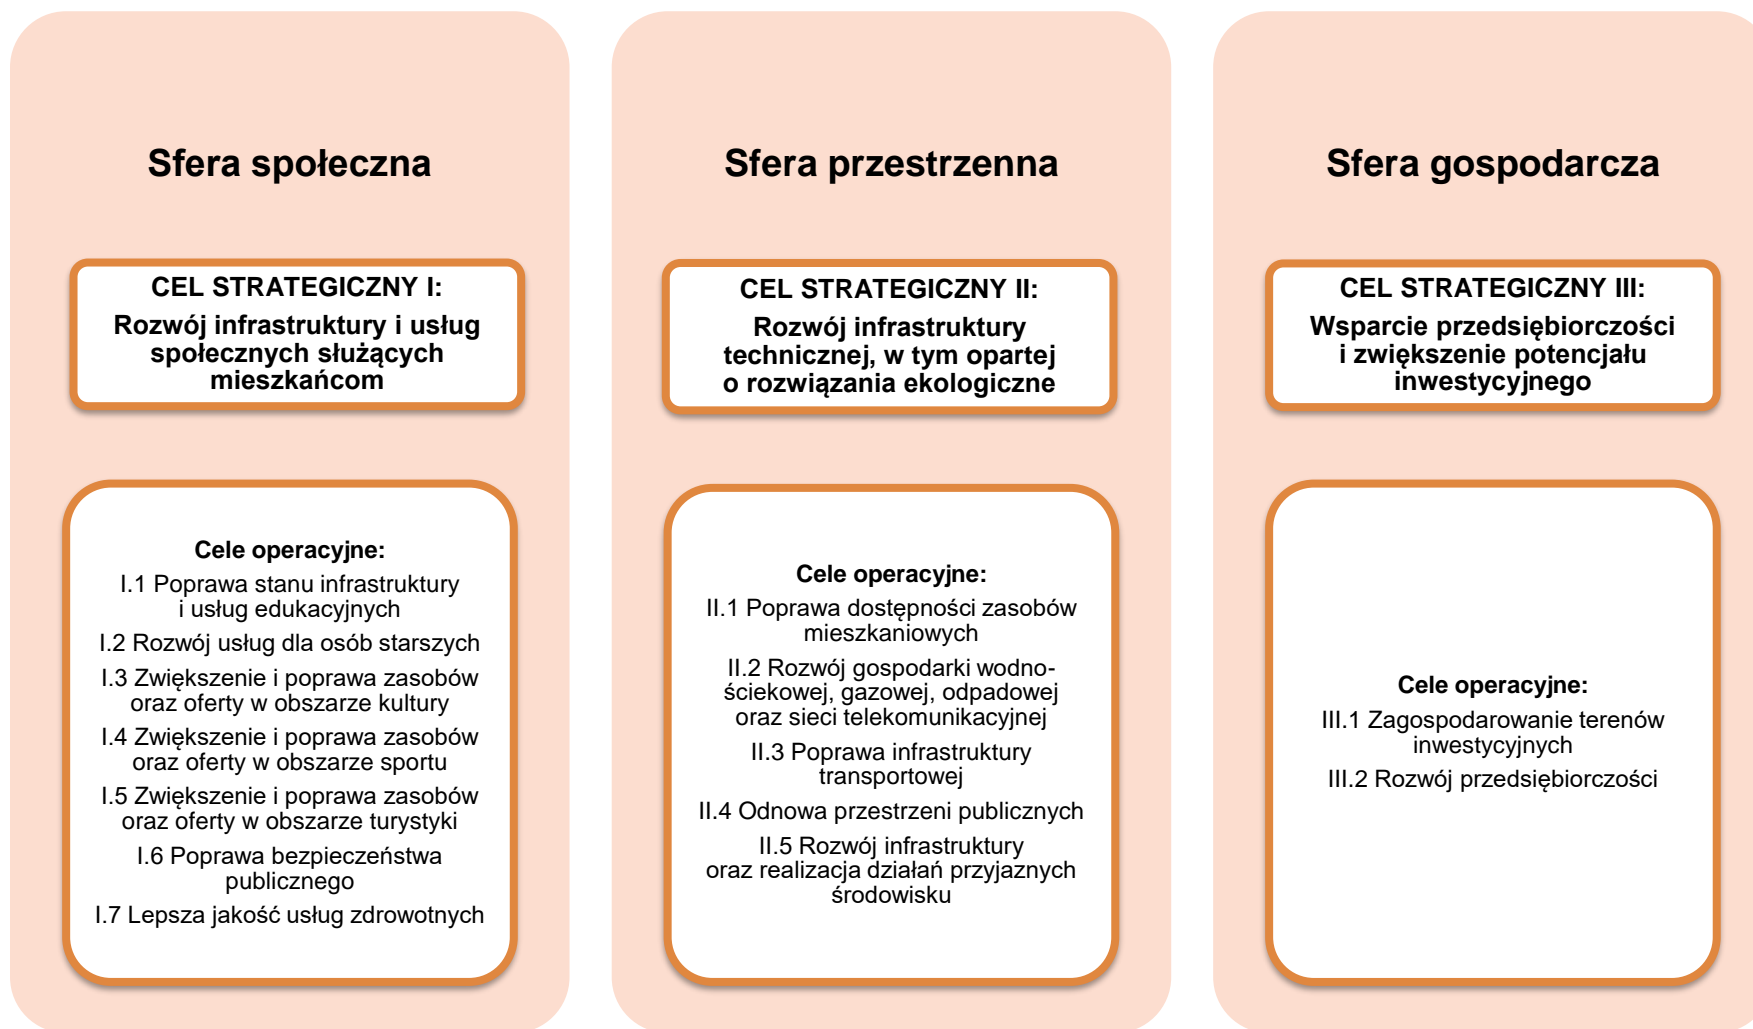 Sfera społeczna
CEL STRATEGICZNY I:
Rozwój infrastruktury i usług
społecznych służących
mieszkańcom
Cele operacyjne:
I.1 Poprawa stanu infrastruktury
i usług edukacyjnych
I.2 Rozwój usług dla osób starszych
I.3 Zwiększenie i poprawa zasobów
oraz oferty w obszarze kultury
I.4 Zwiększenie i poprawa zasobów
oraz oferty w obszarze sportu
I.5 Zwiększenie i poprawa zasobów
oraz oferty w obszarze turystyki
I.6 Poprawa bezpieczeństwa
publicznego
I.7 Lepsza jakość usług zdrowotnych
Sfera przestrzenna
CEL STRATEGICZNY II:
Rozwój infrastruktury
technicznej, w tym opartej
o rozwiązania ekologiczne
Cele operacyjne:
II.1 Poprawa dostępności zasobów
mieszkaniowych
II.2 Rozwój gospodarki wodno-
ściekowej, gazowej, odpadowej
oraz sieci telekomunikacyjnej
II.3 Poprawa infrastruktury
transportowej
II.4 Odnowa przestrzeni publicznych
II.5 Rozwój infrastruktury
oraz realizacja działań przyjaznych
środowisku
Sfera gospodarcza
CEL STRATEGICZNY III:
Wsparcie przedsiębiorczości
i zwiększenie potencjału
inwestycyjnego
Cele operacyjne:
III.1 Zagospodarowanie terenów
inwestycyjnych
III.2 Rozwój przedsiębiorczości